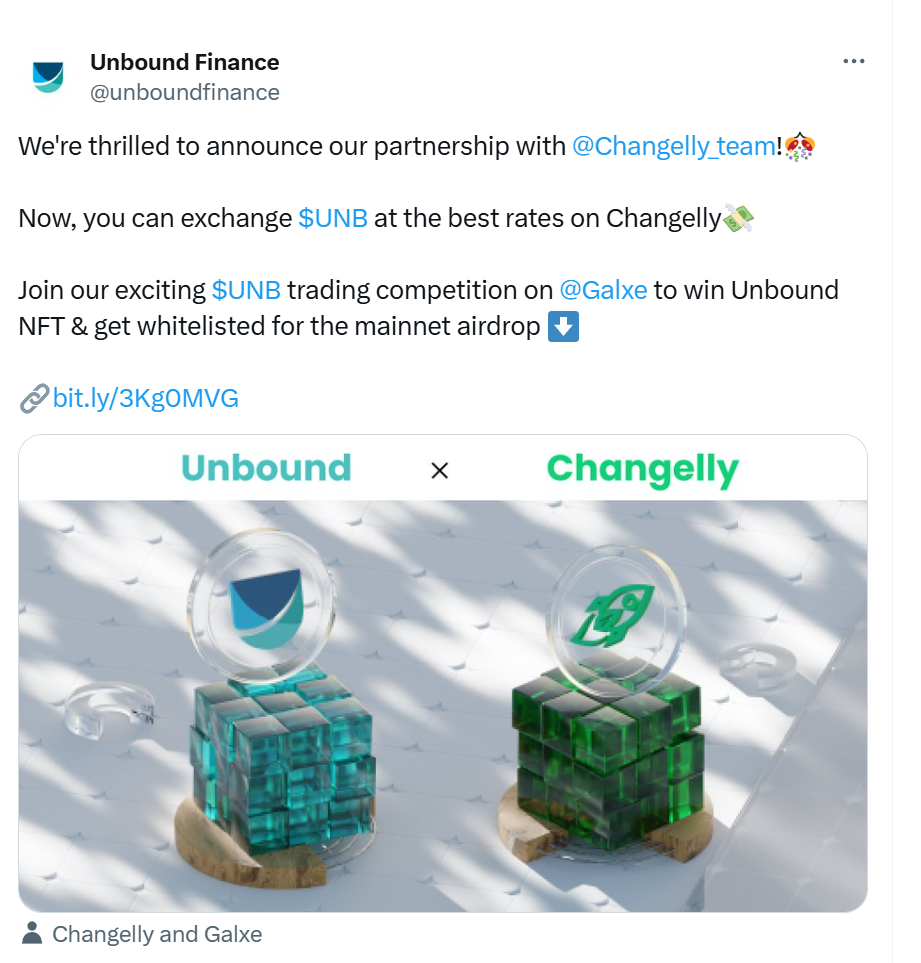 Unbound Finance
@unboundfinance
We're thrilled to announce our partnership with @Changelly_team!🎊
Now, you can exchange $UNB at the best rates on Changelly💸
Join our exciting $UNB trading competition on @Galxe to win Unbound
NFT & get whitelisted for the mainnet airdrop ⬇️
🔗bit.ly/3Kg0MVG
Unbound × Changelly
Changelly and Galxe